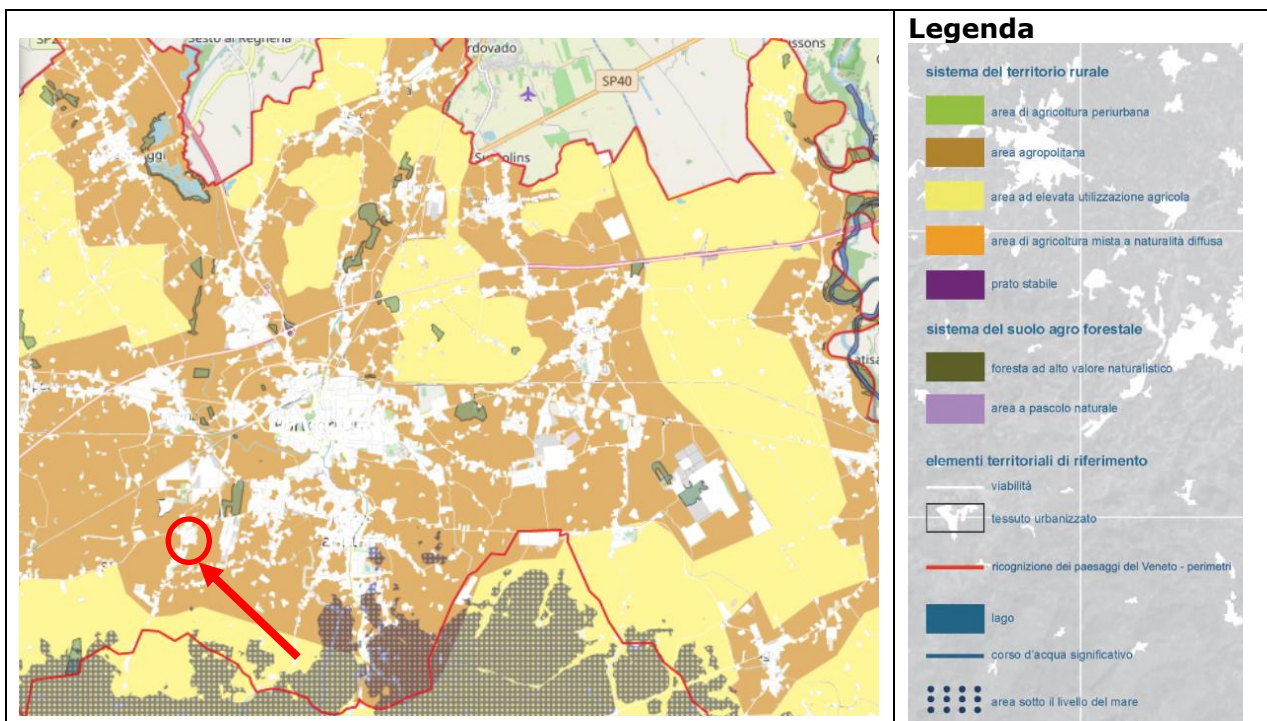 Sesto al Reghena
SP40
Legenda
sistema del territorio rurale
area di agricoltura periurbana
area agropolitana
area ad elevata utilizzazione agricola
area di agricoltura mista a naturalità diffusa
prato stabile
sistema del suolo agro forestale
foresta ad alto valore naturalistico
area a pascolo naturale
elementi territoriali di riferimento
viabilità
tessuto urbanizzato
ricognizione dei paesaggi del Veneto - perimetri
lago
corso d'acqua significativo
area sotto il livello del mare